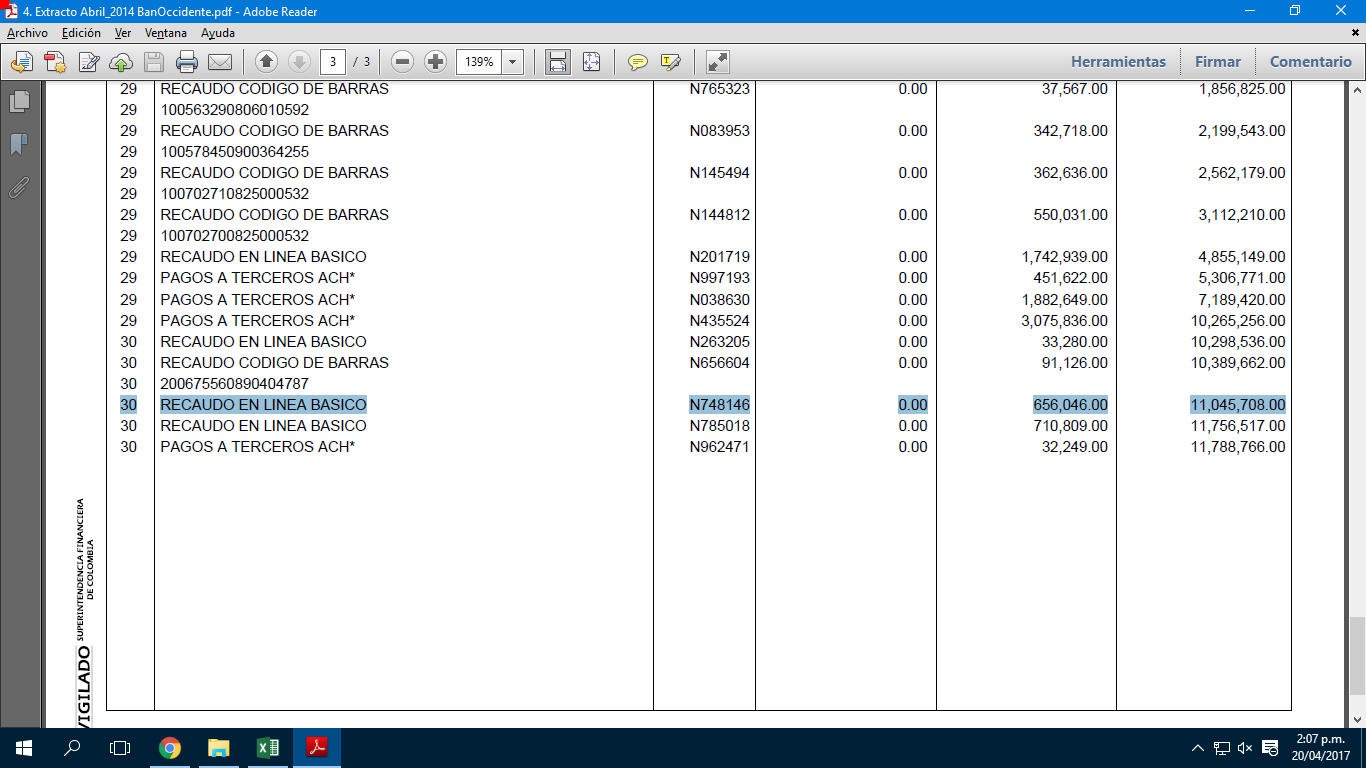 4. Extracto Abril_2014 BanOccidente.pdf - Adobe Reader
Archivo Edición Ver Ventana Ayuda
3 / 3 139% Herramientas Firmar Comentario
29 RECAUDO CODIGO DE BARRAS N765323 0.00 37,567.00 1,856,825.00
29 100563290806010592
29 RECAUDO CODIGO DE BARRAS N083953 0.00 342,718.00 2,199,543.00
29 100578450900364255
29 RECAUDO CODIGO DE BARRAS N145494 0.00 362,636.00 2,562,179.00
29 100702710825000532
29 RECAUDO CODIGO DE BARRAS N144812 0.00 550,031.00 3,112,210.00
29 100702700825000532
29 RECAUDO EN LINEA BASICO N201719 0.00 1,742,939.00 4,855,149.00
29 PAGOS A TERCEROS ACH* N997193 0.00 451,622.00 5,306,771.00
29 PAGOS A TERCEROS ACH* N038630 0.00 1,882,649.00 7,189,420.00
29 PAGOS A TERCEROS ACH* N435524 0.00 3,075,836.00 10,265,256.00
30 RECAUDO EN LINEA BASICO N263205 0.00 33,280.00 10,298,536.00
30 RECAUDO CODIGO DE BARRAS N656604 0.00 91,126.00 10,389,662.00
30 200675560890404787
30 RECAUDO EN LINEA BASICO N748146 0.00 656,046.00 11,045,708.00
30 RECAUDO EN LINEA BASICO N785018 0.00 710,809.00 11,756,517.00
30 PAGOS A TERCEROS ACH* N962471 0.00 32,249.00 11,788,766.00
VIGILADO SUPERINTENDENCIA FINANCIERA
DE COLOMBIA
2:07 p.m.
20/04/2017